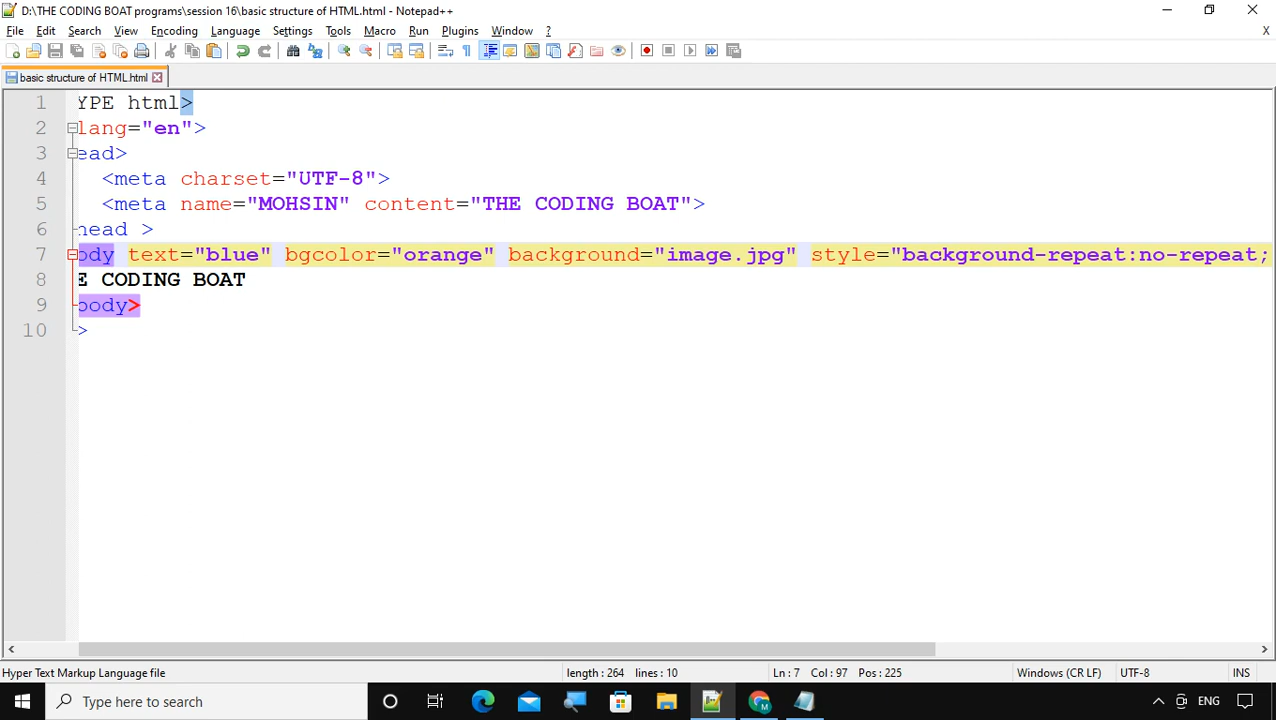 D:\THE CODING BOAT programs\session 16\basic structure of HTML.html - Notepad++
File Edit Search View Encoding Language Settings Tools Macro Run Plugins Window ? X
basic structure of HTML.html
1 YPE html>
2 lang="en">
3 ead>
4 <meta charset="UTF-8">
5 <meta name="MOHSIN" content="THE CODING BOAT">
6 head >
7 ody text="blue" bgcolor="orange" background="image.jpg" style="background-repeat:no-repeat;
8 E CODING BOAT
9 body>
10 >
Hyper Text Markup Language file length : 264 lines : 10 Ln : 7 Col : 97 Pos : 225 Windows (CR LF) UTF-8 INS
Type here to search ENG